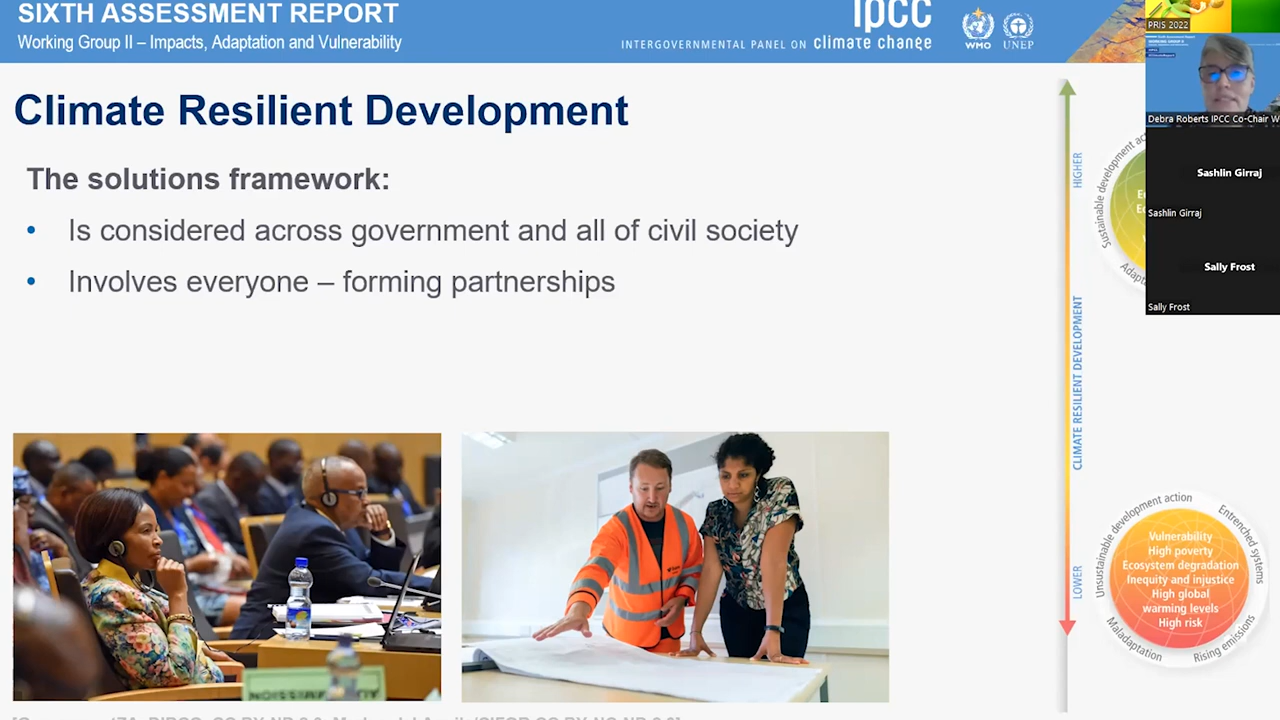 SIXTH ASSESSMENT REPORT
Working Group II – Impacts, Adaptation and Vulnerability
ipcc
INTERGOVERNMENTAL PANEL ON climate change
WMO
UNEP
PRIS 2022
Debra Roberts IPCC Co-Chair W
Sashlin Girraj
Sashlin Girraj
Sally Frost
Sally Frost
Climate Resilient Development
The solutions framework:
• Is considered across government and all of civil society
• Involves everyone – forming partnerships
HIGHER
CLIMATE RESILIENT DEVELOPMENT
LOWER
Sustainable development
Unsustainable development action
Entrenched systems
Vulnerability
High poverty
Ecosystem degradation
Inequity and injustice
High global
warming levels
High risk
Maladaptation
Rising emissions